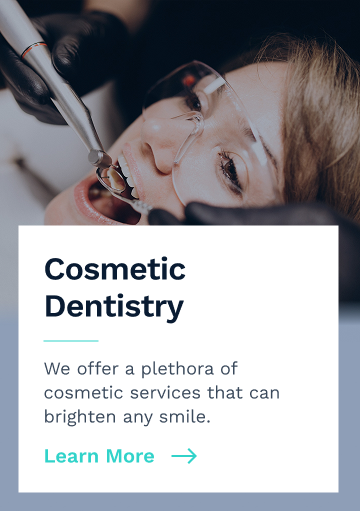 Cosmetic
Dentistry
We offer a plethora of
cosmetic services that can
brighten any smile.
Learn More